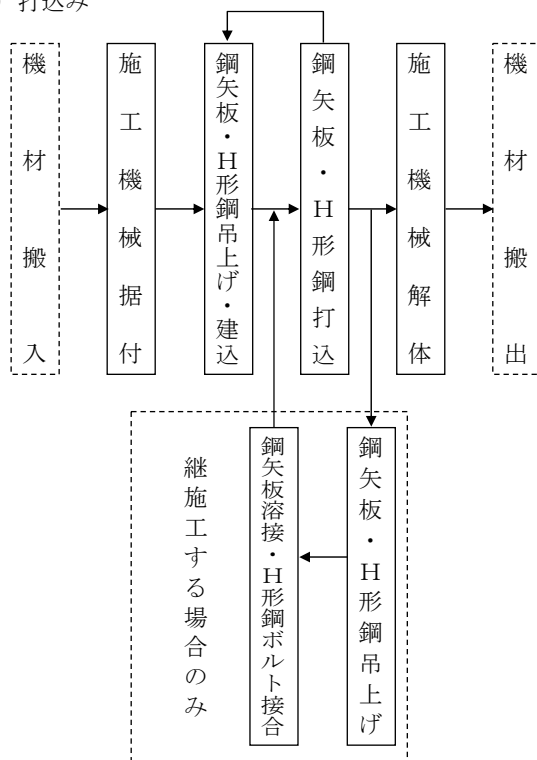 打込み
機材搬入
施工機械据付
鋼矢板・H形鋼吊上げ・建込
鋼矢板・H形鋼打込
施工機械解体
機材搬出
継施工する場合のみ
鋼矢板溶接・H形鋼ボルト接合
鋼矢板・H形鋼吊上げ